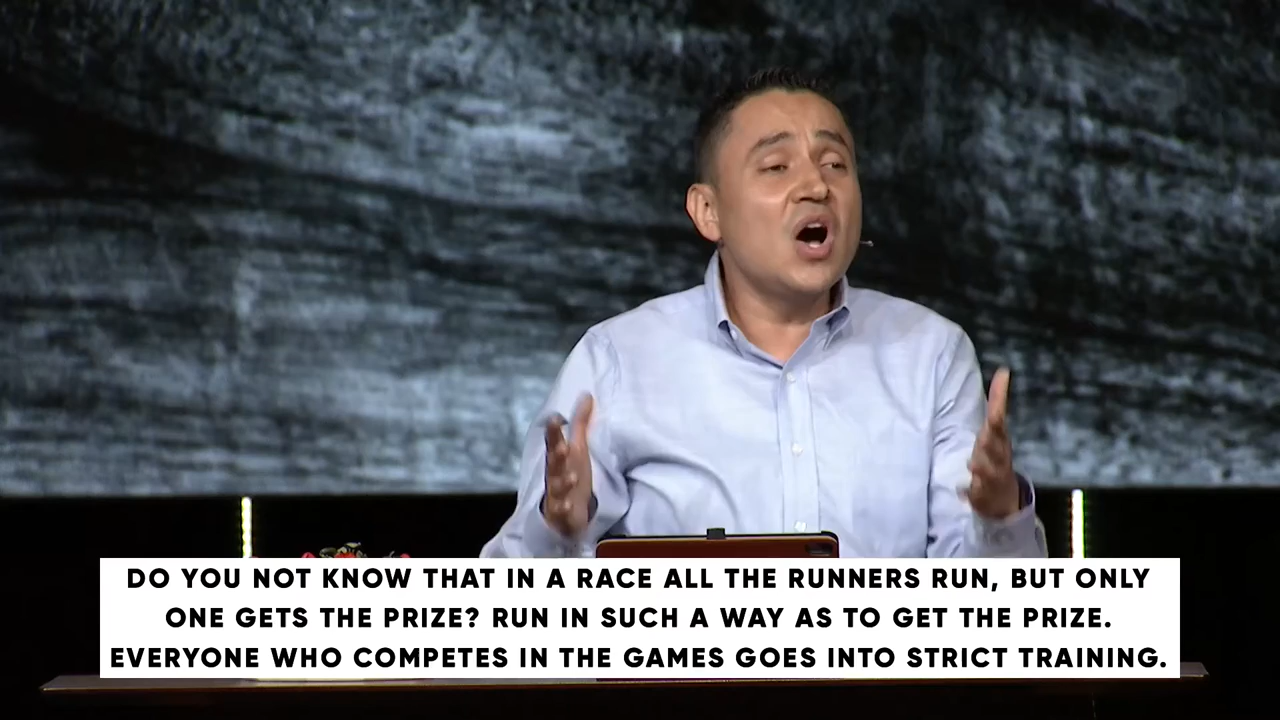 DO YOU NOT KNOW THAT IN A RACE ALL THE RUNNERS RUN, BUT ONLY
ONE GETS THE PRIZE? RUN IN SUCH A WAY AS TO GET THE PRIZE.
EVERYONE WHO COMPETES IN THE GAMES GOES INTO STRICT TRAINING.